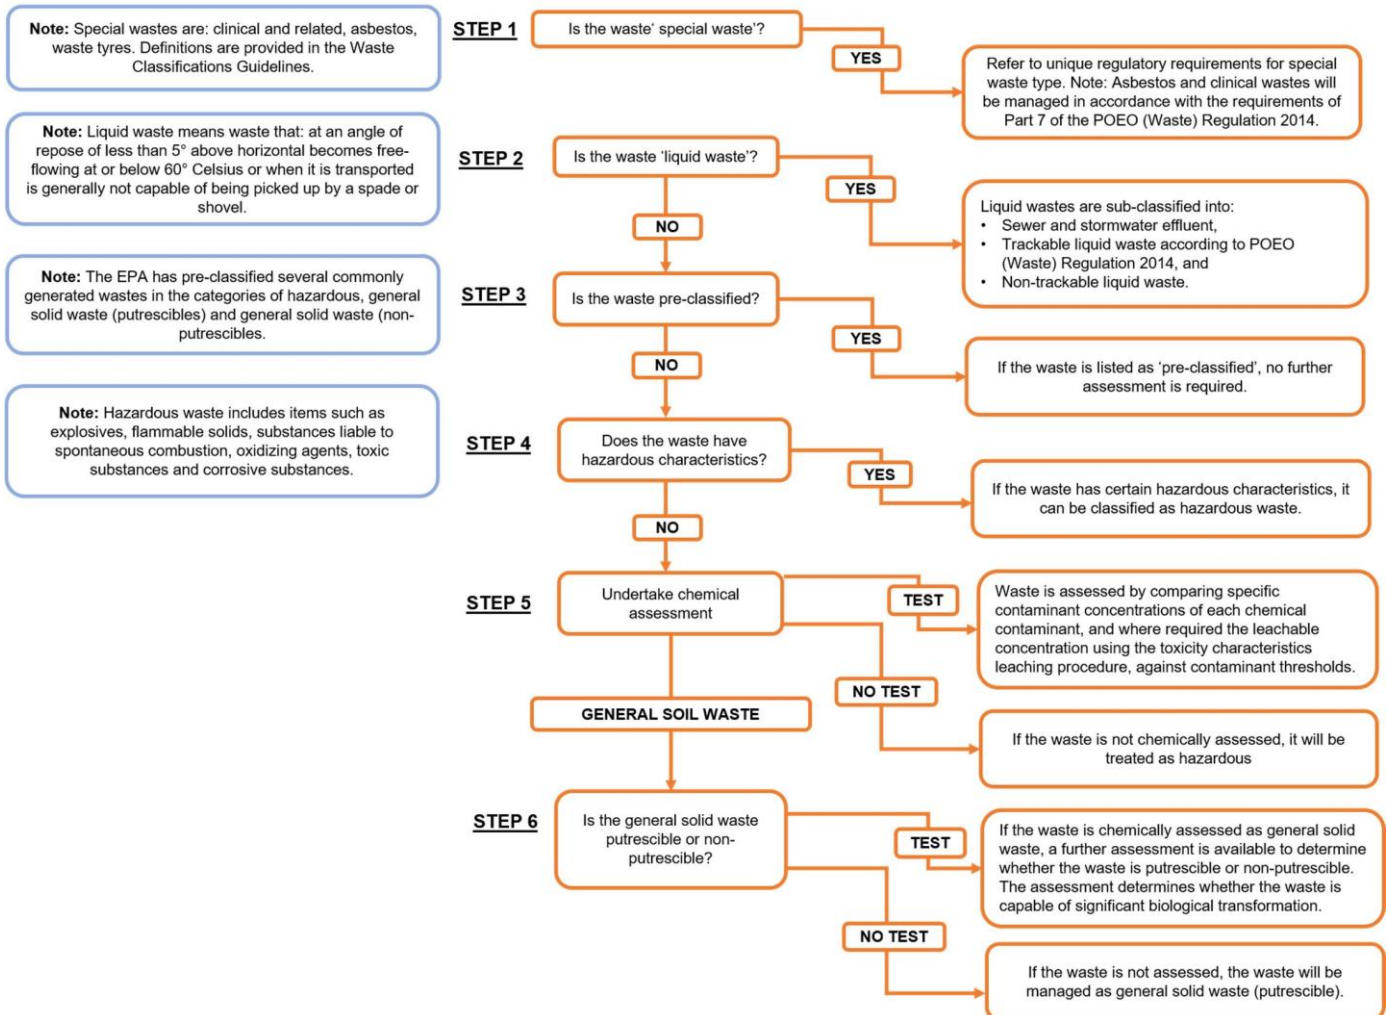 Note: Special wastes are: clinical and related, asbestos,
waste tyres. Definitions are provided in the Waste
Classifications Guidelines.
STEP 1
Is the waste‘ special waste’?
YES
Refer to unique regulatory requirements for special
waste type. Note: Asbestos and clinical wastes will
be managed in accordance with the requirements of
Part 7 of the POEO (Waste) Regulation 2014.
Note: Liquid waste means waste that: at an angle of
repose of less than 5° above horizontal becomes free-
flowing at or below 60° Celsius or when it is transported
is generally not capable of being picked up by a spade or
shovel.
STEP 2
Is the waste ‘liquid waste’?
YES
NO
Liquid wastes are sub-classified into:
• Sewer and stormwater effluent,
• Trackable liquid waste according to POEO
(Waste) Regulation 2014, and
• Non-trackable liquid waste.
Note: The EPA has pre-classified several commonly
generated wastes in the categories of hazardous, general
solid waste (putrescibles) and general solid waste (non-
putrescibles.
STEP 3
Is the waste pre-classified?
YES
NO
If the waste is listed as ‘pre-classified’, no further
assessment is required.
Note: Hazardous waste includes items such as
explosives, flammable solids, substances liable to
spontaneous combustion, oxidizing agents, toxic
substances and corrosive substances.
STEP 4
Does the waste have
hazardous characteristics?
YES
NO
If the waste has certain hazardous characteristics, it
can be classified as hazardous waste.
STEP 5
Undertake chemical
assessment
TEST
Waste is assessed by comparing specific
contaminant concentrations of each chemical
contaminant, and where required the leachable
concentration using the toxicity characteristics
leaching procedure, against contaminant thresholds.
NO TEST
If the waste is not chemically assessed, it will be
treated as hazardous
GENERAL SOIL WASTE
STEP 6
Is the general solid waste
putrescible or non-
putrescible?
TEST
If the waste is chemically assessed as general solid
waste, a further assessment is available to determine
whether the waste is putrescible or non-putrescible.
The assessment determines whether the waste is
capable of significant biological transformation.
NO TEST
If the waste is not assessed, the waste will be
managed as general solid waste (putrescible).